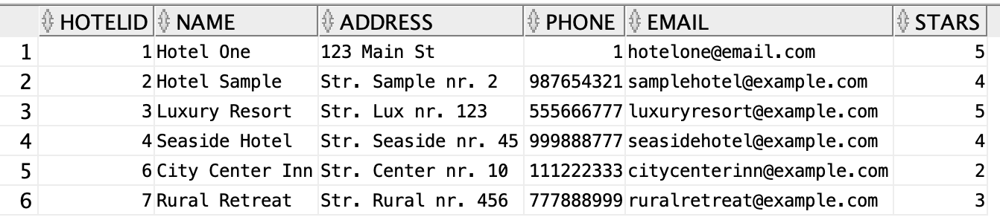 HOTELID NAME ADDRESS PHONE EMAIL STARS
1 1 Hotel One 123 Main St 1 hotelone@email.com 5
2 2 Hotel Sample Str. Sample nr. 2 987654321 samplehotel@example.com 4
3 3 Luxury Resort Str. Lux nr. 123 555666777 luxuryresort@example.com 5
4 4 Seaside Hotel Str. Seaside nr. 45 999888777 seasidehotel@example.com 4
5 6 City Center Inn Str. Center nr. 10 111222333 citycenterinn@example.com 2
6 7 Rural Retreat Str. Rural nr. 456 777888999 ruralretreat@example.com 3